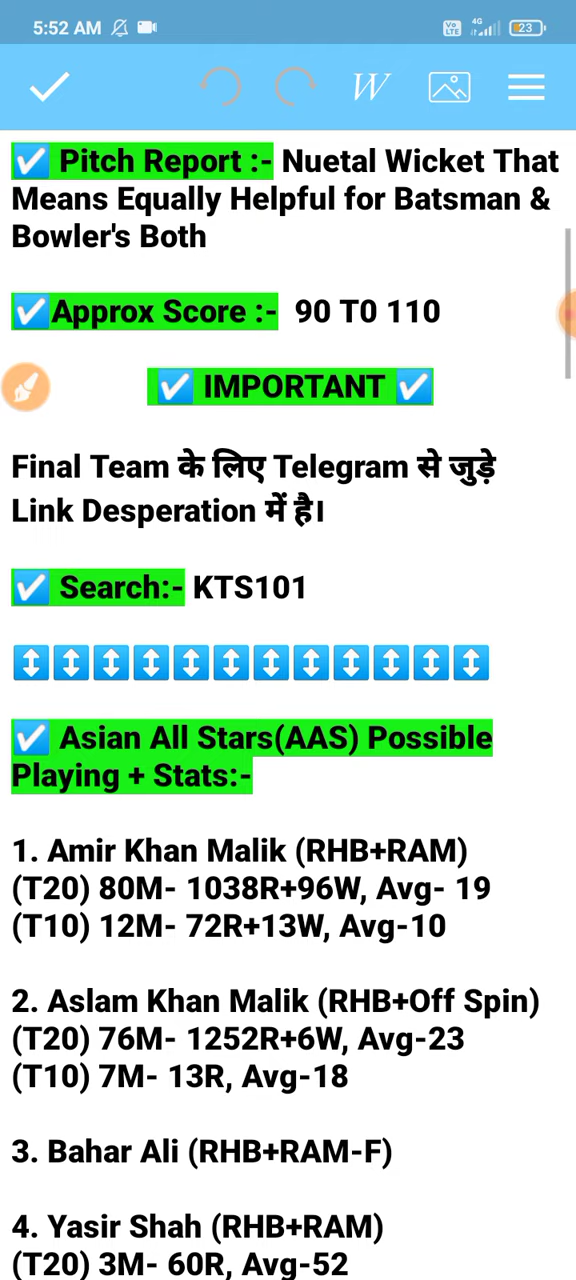 5:52 AM
Vo LTE 4G 23
W
✅ Pitch Report :- Nuetal Wicket That
Means Equally Helpful for Batsman &
Bowler's Both
✅Approx Score :- 90 T0 110
✅ IMPORTANT ✅
Final Team के लिए Telegram से जुड़े
Link Desperation में है।
✅ Search:- KTS101
↕️↕️↕️↕️↕️↕️↕️↕️↕️↕️↕️↕️
✅ Asian All Stars(AAS) Possible
Playing + Stats:-
1. Amir Khan Malik (RHB+RAM)
(T20) 80M- 1038R+96W, Avg- 19
(T10) 12M- 72R+13W, Avg-10
2. Aslam Khan Malik (RHB+Off Spin)
(T20) 76M- 1252R+6W, Avg-23
(T10) 7M- 13R, Avg-18
3. Bahar Ali (RHB+RAM-F)
4. Yasir Shah (RHB+RAM)
(T20) 3M- 60R, Avg-52